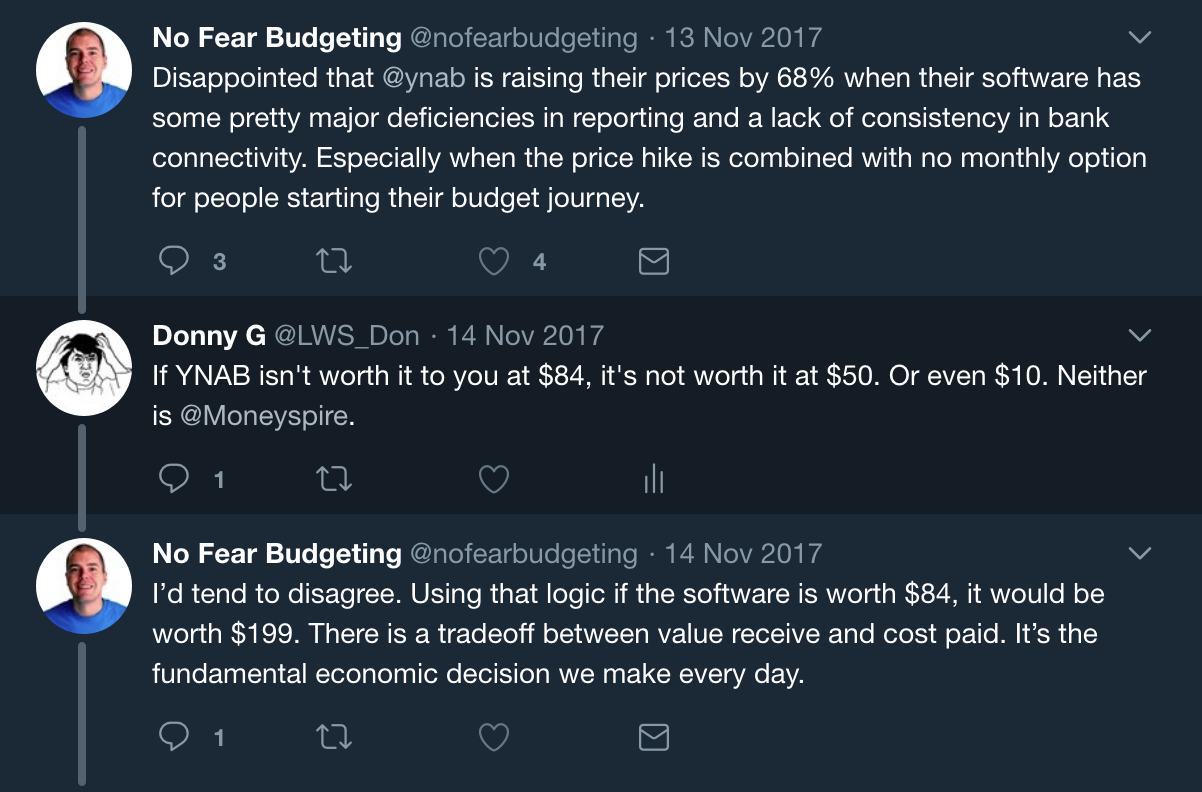 No Fear Budgeting @nofearbudgeting · 13 Nov 2017
Disappointed that @ynab is raising their prices by 68% when their software has
some pretty major deficiencies in reporting and a lack of consistency in bank
connectivity. Especially when the price hike is combined with no monthly option
for people starting their budget journey.
3 4
Donny G @LWS_Don · 14 Nov 2017
If YNAB isn't worth it to you at $84, it's not worth it at $50. Or even $10. Neither
is @Moneyspire.
1
No Fear Budgeting @nofearbudgeting · 14 Nov 2017
I’d tend to disagree. Using that logic if the software is worth $84, it would be
worth $199. There is a tradeoff between value receive and cost paid. It’s the
fundamental economic decision we make every day.
1